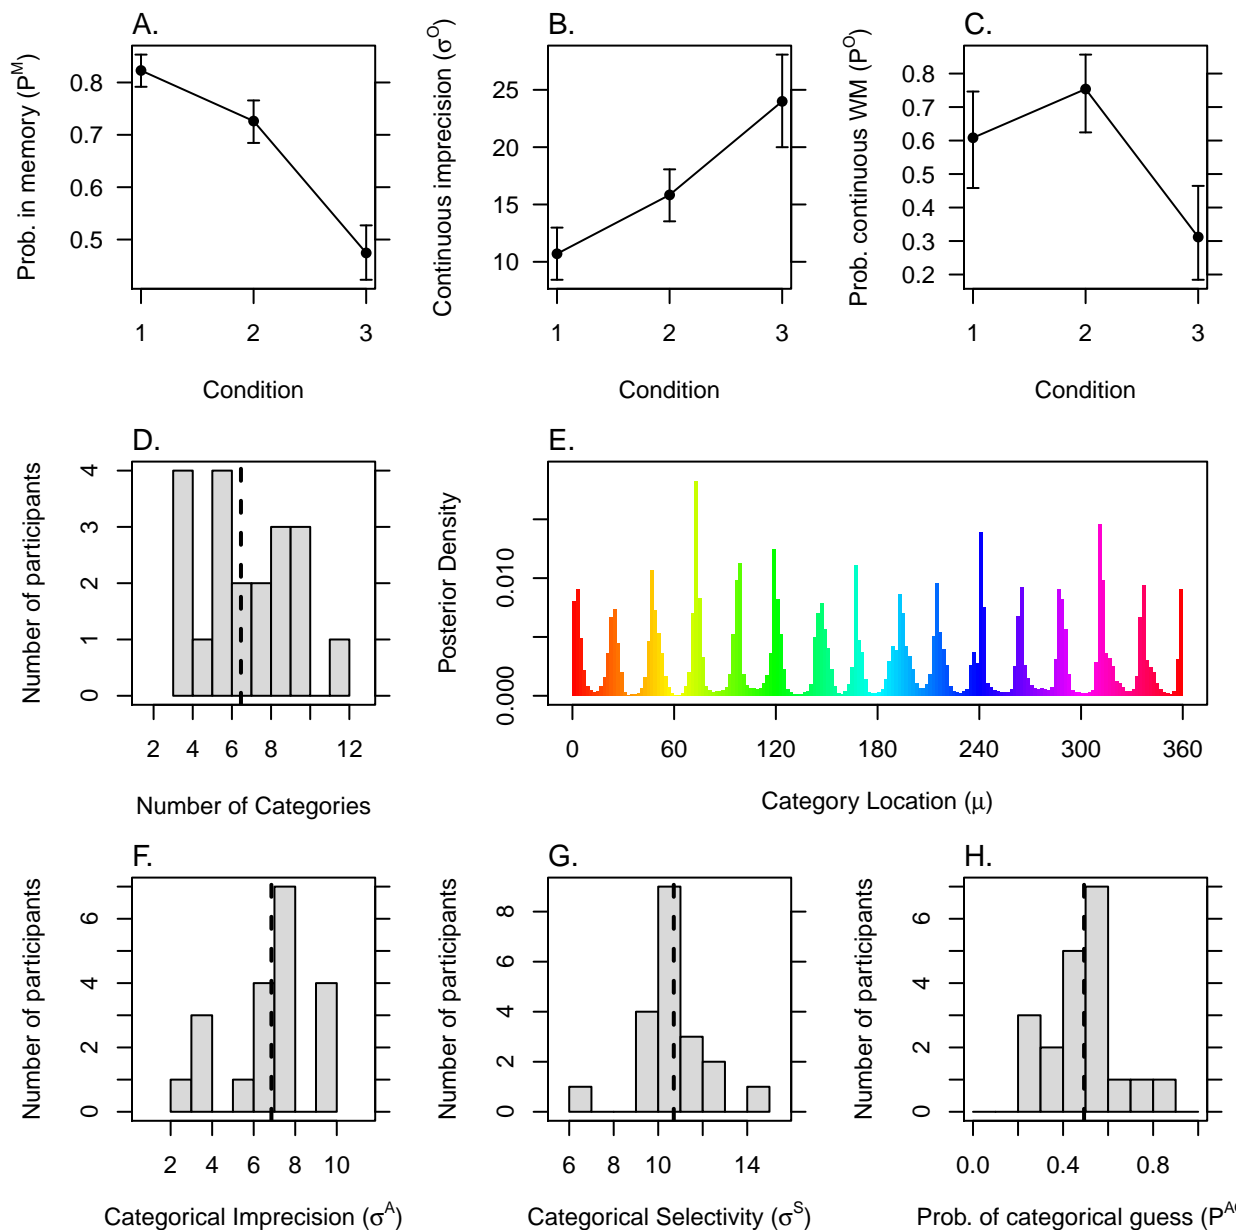 A.
Prob. in memory (P^M)
0.8
0.7
0.6
0.5
1 2 3
Condition
B.
Continuous imprecision (σ^O)
25
20
15
10
1 2 3
Condition
C.
Prob. continuous WM (P^O)
0.8
0.7
0.6
0.5
0.4
0.3
0.2
1 2 3
Condition
D.
Number of participants
4
3
2
1
0
2 4 6 8 12
Number of Categories
E.
Posterior Density
0.010
0.000
0 60 120 180 240 300 360
Category Location (μ)
F.
Number of participants
6
4
2
0
2 4 6 8 10
Categorical Imprecision (σ^A)
G.
Number of participants
8
6
4
2
0
6 8 10 14
Categorical Selectivity (σ^S)
H.
Number of participants
6
4
2
0
0.0 0.4 0.8
Prob. of categorical guess (P^AG